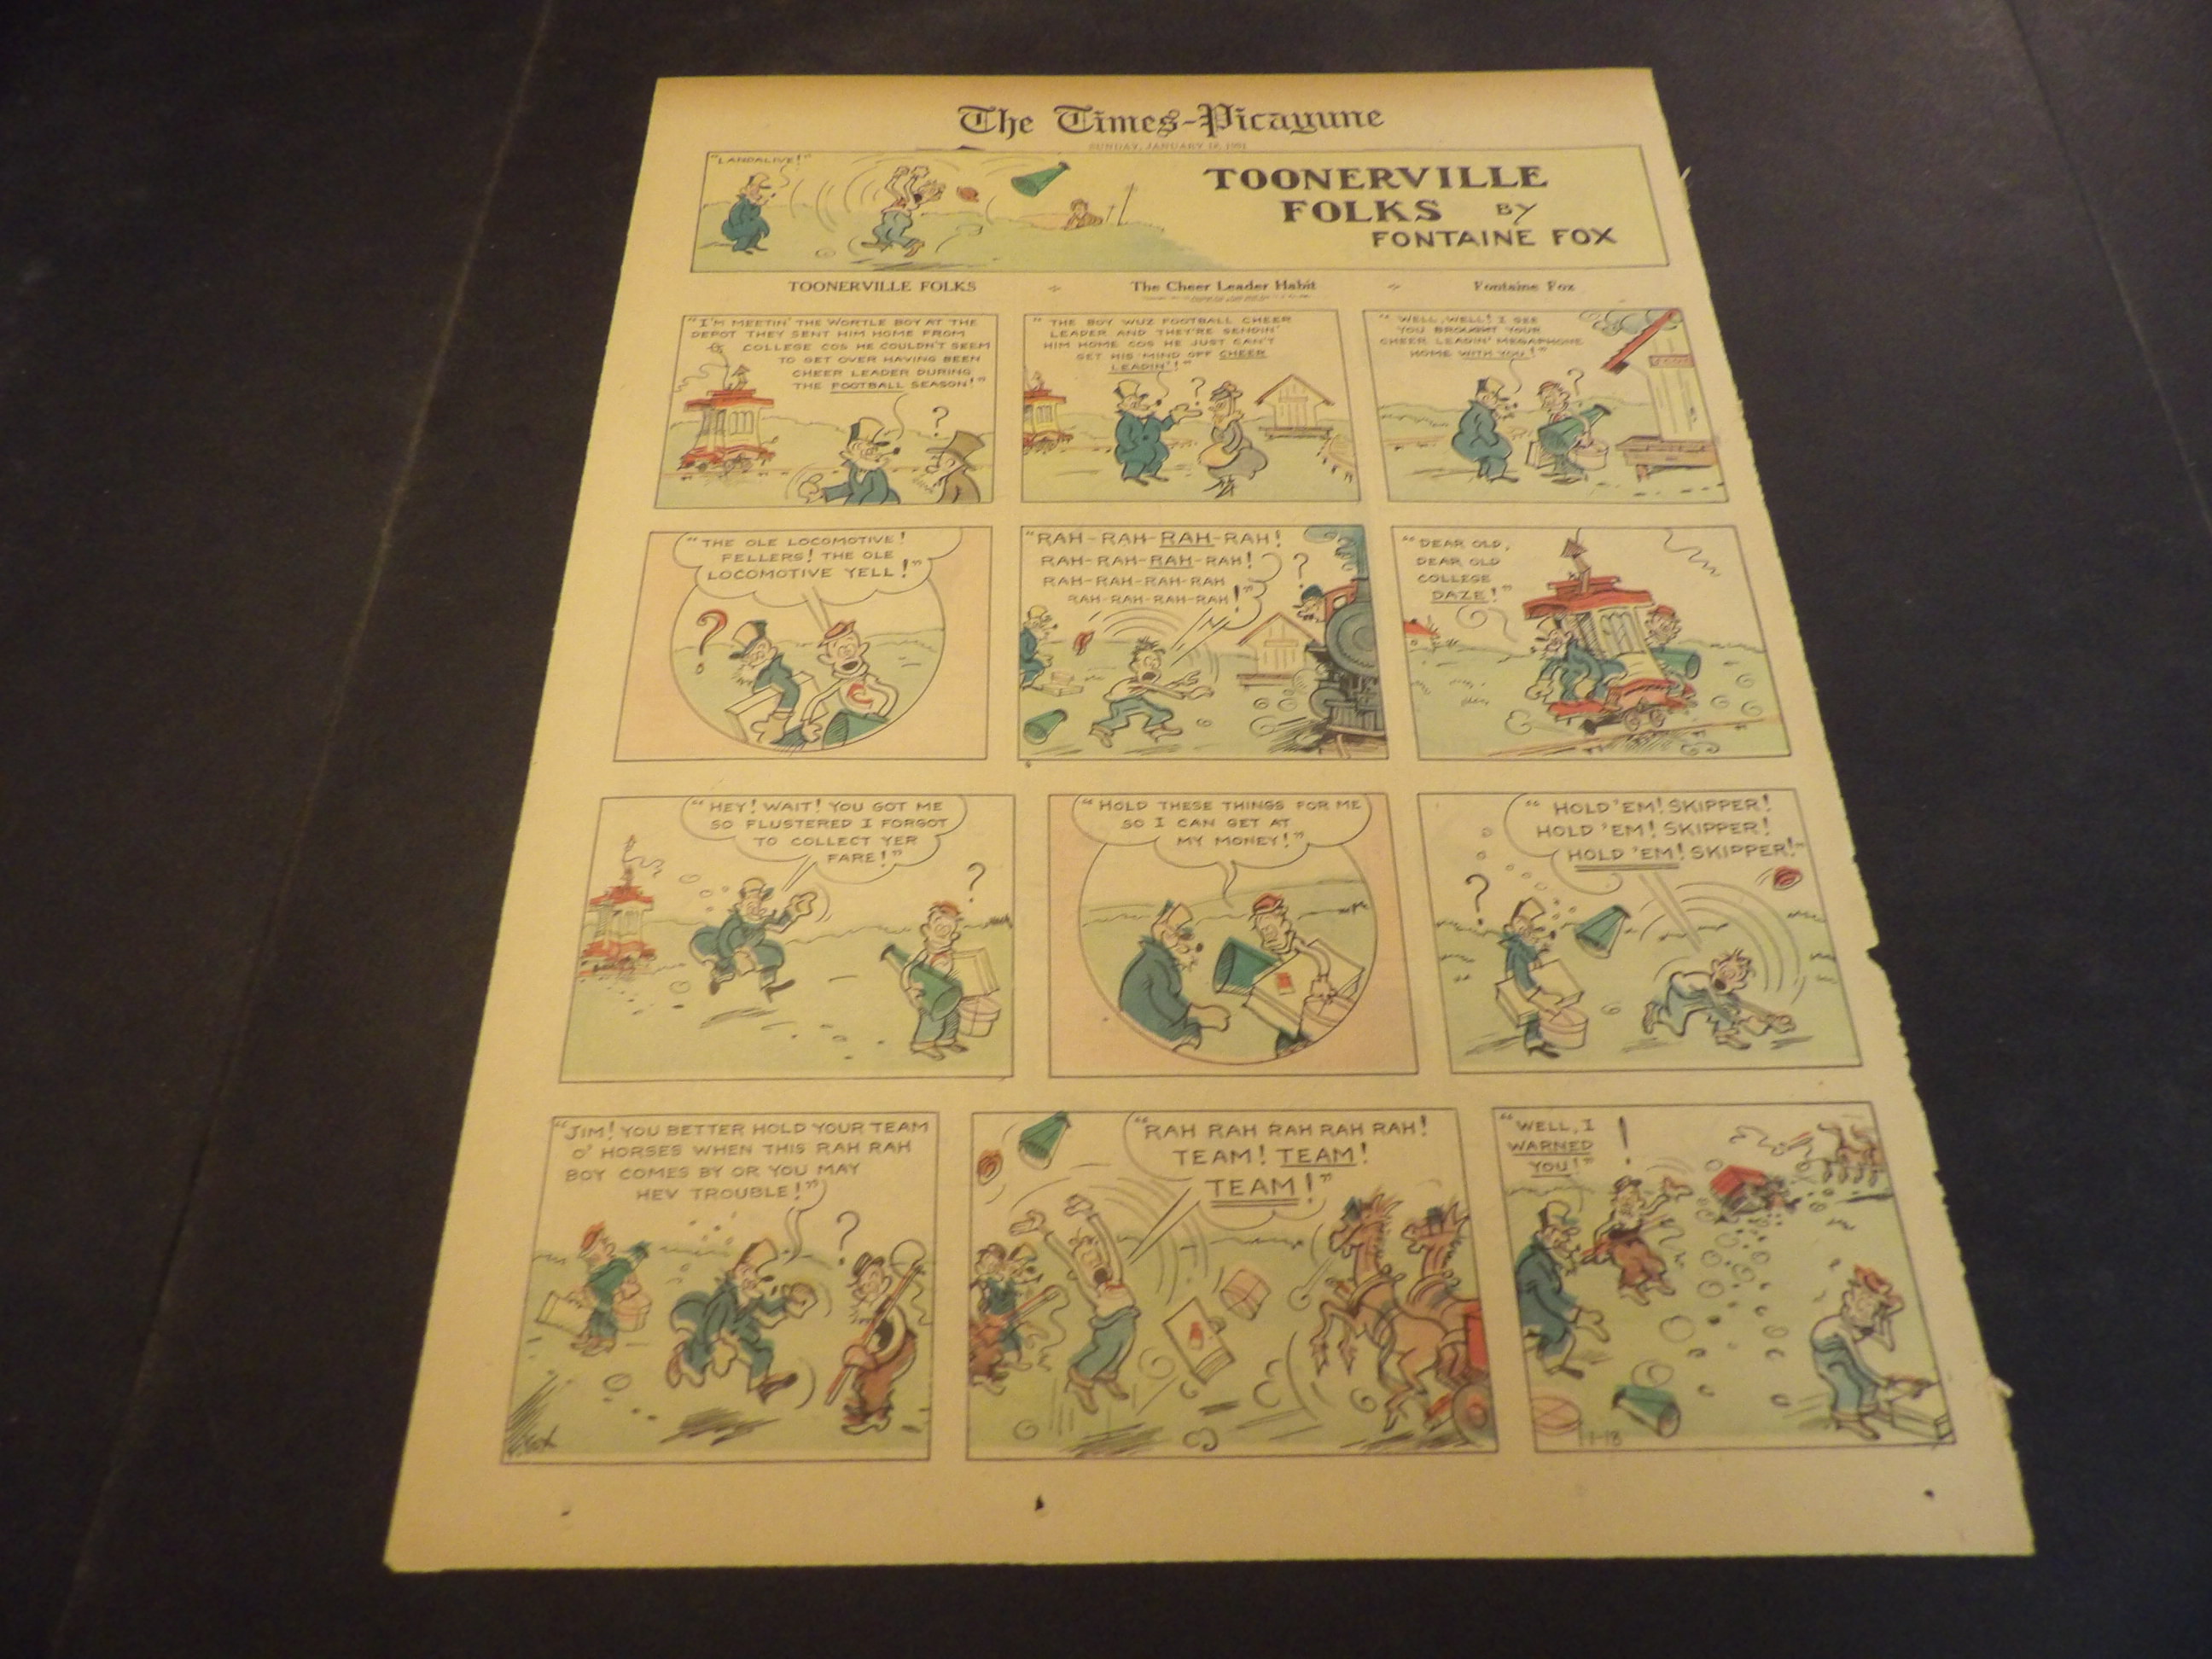 The Times-Picayune
SUNDAY, JANUARY 18, 1931
"LANDALIVE!"
TOONERVILLE
FOLKS BY
FONTAINE FOX
TOONERVILLE FOLKS
The Cheer Leader Habit
Fontaine Fox
"I'M MEETIN' THE WORTLE BOY AT THE
DEPOT THEY SENT HIM HOME FROM
COLLEGE COS HE COULDN'T SEEM
TO GET OVER HAVING BEEN
CHEER LEADER DURING
THE FOOTBALL SEASON!"
?
"THE BOY WUZ FOOTBALL CHEER
LEADER AND THEY'RE SENDIN'
HIM HOME COS HE JUST CAN'T
GET HIS MIND OFF CHEER
LEADIN'!"
?
"WELL, WELL! I SEE
YOU BROUGHT YOUR
CHEER LEADIN' MEGAPHONE
HOME WITH YOU!"
?
"THE OLE LOCOMOTIVE!
FELLERS! THE OLE
LOCOMOTIVE YELL!"
?
C
"RAH-RAH-RAH-RAH!
RAH-RAH-RAH-RAH!
RAH-RAH-RAH-RAH
RAH-RAH-RAH-RAH!"
?
"DEAR OLD,
DEAR OLD
COLLEGE
DAZE!"
"HEY! WAIT! YOU GOT ME
SO FLUSTERED I FORGOT
TO COLLECT YER
FARE!"
?
"HOLD THESE THINGS FOR ME
SO I CAN GET AT
MY MONEY!"
"HOLD 'EM! SKIPPER!
HOLD 'EM! SKIPPER!
HOLD 'EM! SKIPPER!"
?
"JIM! YOU BETTER HOLD YOUR TEAM
O' HORSES WHEN THIS RAH RAH
BOY COMES BY OR YOU MAY
HEV TROUBLE!"
?
FOX
"RAH RAH RAH RAH RAH!
TEAM! TEAM!
TEAM!"
"WELL, I
WARNED
YOU!"
!
1-18